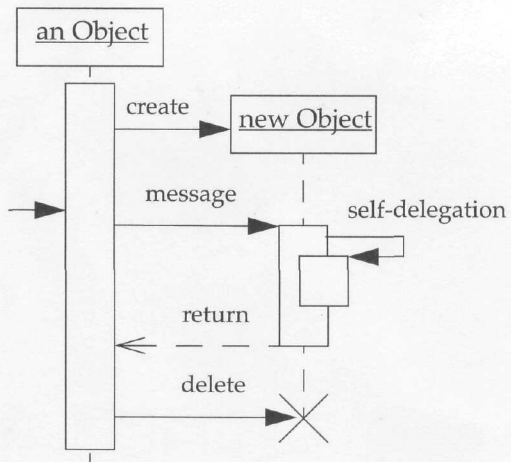 an Object
create
new Object
message
self-delegation
return
delete